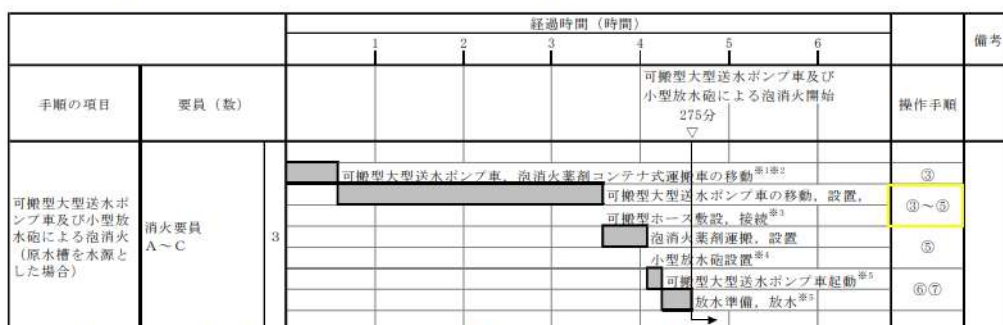 経過時間（時間）
備考
1 2 3 4 5 6
手順の項目
要員（数）
可搬型大型送水ポンプ車及び
小型放水砲による泡消火開始
275分
▽
操作手順
可搬型大型送水ポンプ車，泡消火薬剤コンテナ式運搬車の移動※1※2
③
可搬型大型送水ポンプ車の移動，設置，
可搬型ホース敷設，接続※3
③～⑤
可搬型大型送水ポ
ンプ車及び小型放
水砲による泡消火
（原水槽を水源と
した場合）
消火要員
A～C
3
泡消火薬剤運搬，設置
小型放水砲設置※4
⑤
可搬型大型送水ポンプ車起動※5
放水準備，放水※5
⑥⑦